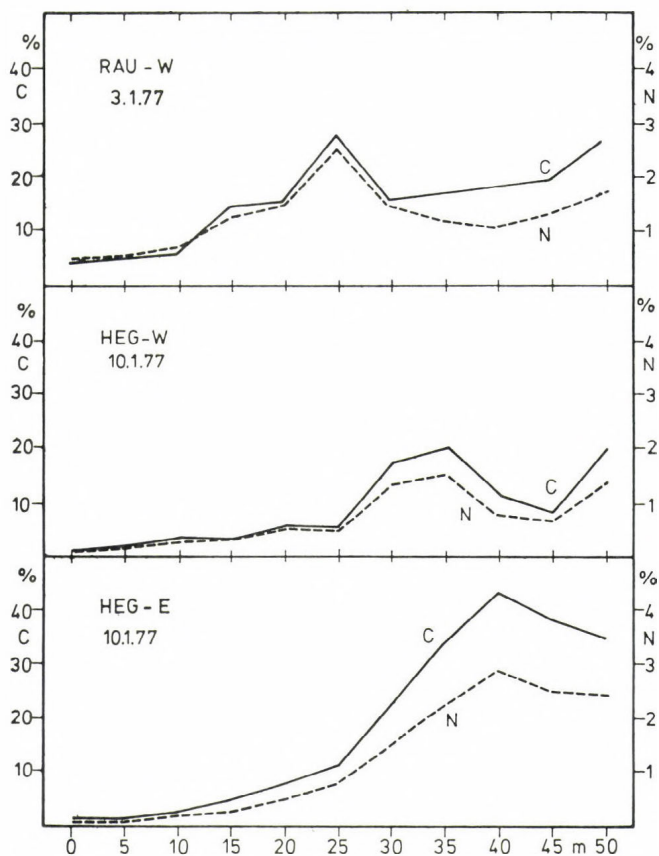 % %
40 RAU - W 4
C 3.1.77 N
30 3
20 C 2
10 N 1
% %
40 HEG-W 4
C 10.1.77 N
30 3
20 2
10 N C 1
% %
40 HEG - E 4
C 10.1.77 C N
30 3
20 N 2
10 1
0 5 10 15 20 25 30 35 40 45 m 50